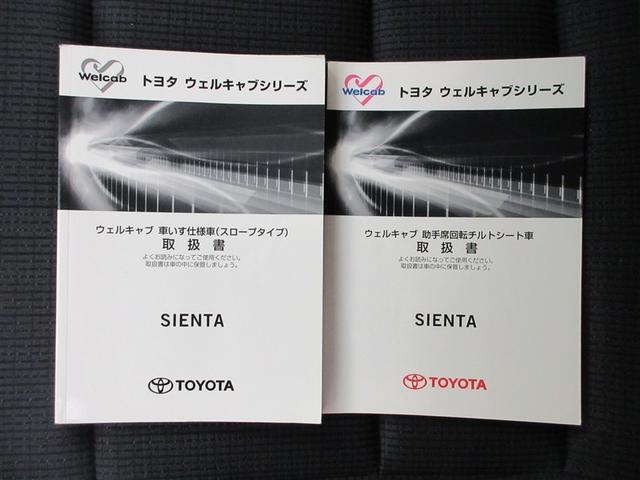 Welcab
トヨタ ウェルキャブシリーズ
ウェルキャブ 車いす仕様車(スロープタイプ)
取扱書
よくお読みになってご使用ください。
取扱書は車の中に保管しましょう。
SIENTA
TOYOTA
Welcab
トヨタ ウェルキャブシリーズ
ウェルキャブ 助手席回転チルトシート車
取扱書
よくお読みになってご使用ください。
取扱書は車の中に保管しましょう。
SIENTA
TOYOTA